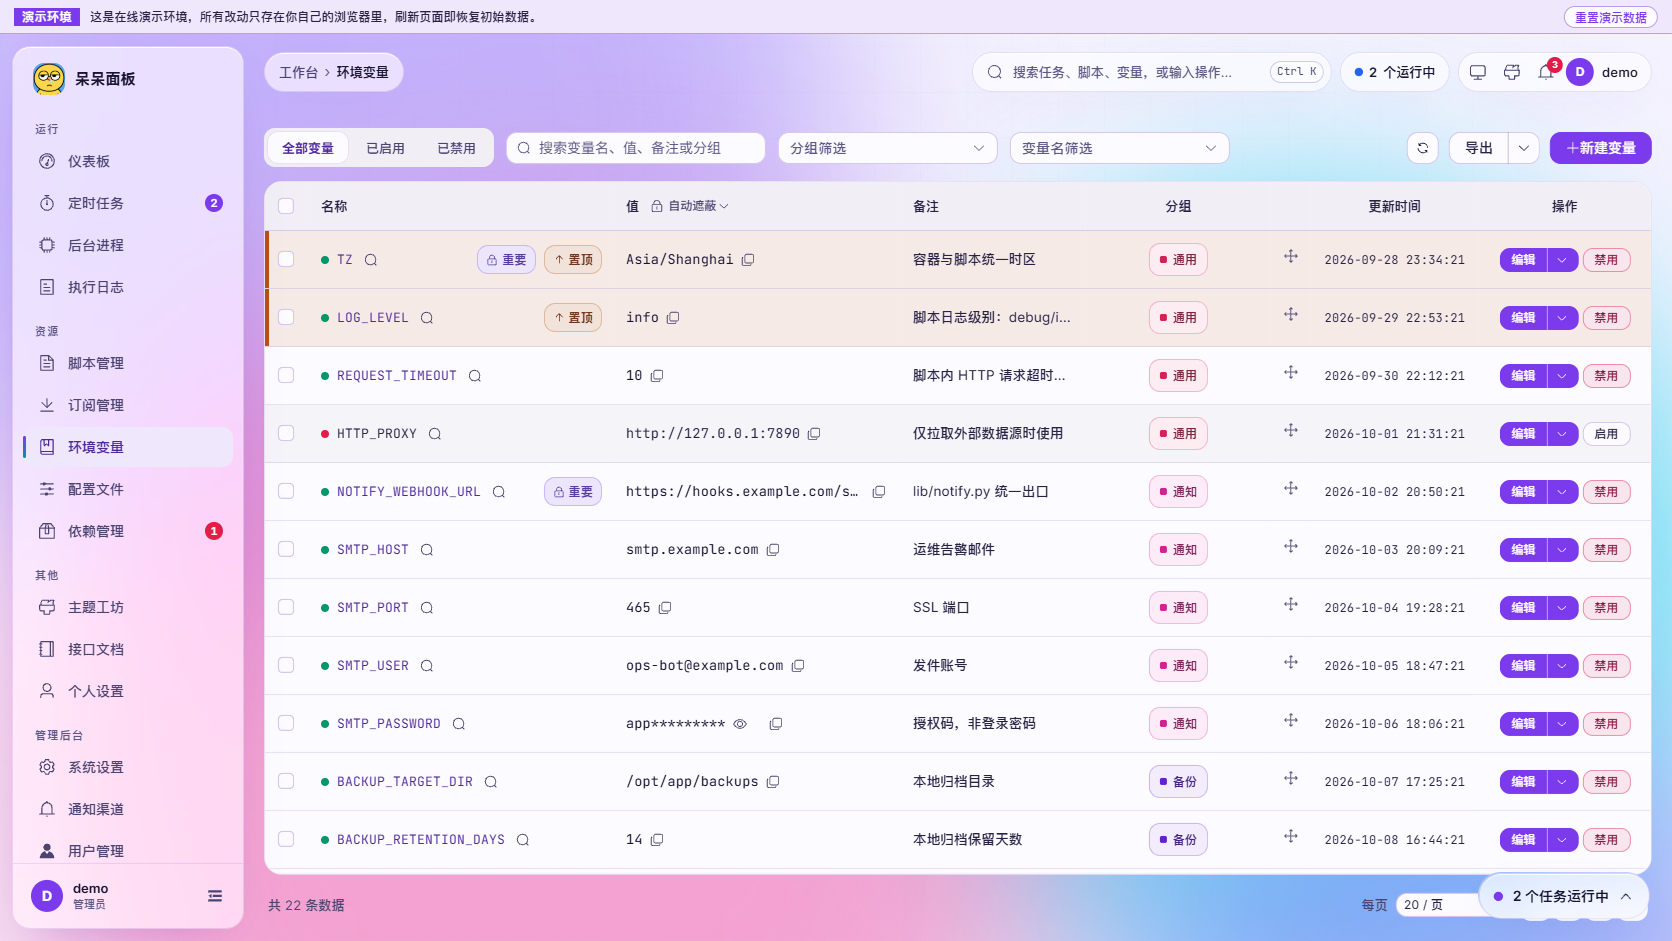 演示环境 这是在线演示环境，所有改动只存在你自己的浏览器里，刷新页面即恢复初始数据。 重置演示数据
呆呆面板
运行
仪表板
定时任务 2
后台进程
执行日志
资源
脚本管理
订阅管理
环境变量
配置文件
依赖管理 1
其他
主题工坊
接口文档
个人设置
管理后台
系统设置
通知渠道
用户管理
D demo
管理员
工作台 › 环境变量
搜索任务、脚本、变量，或输入操作... Ctrl K
2 个运行中
3
D demo
全部变量 已启用 已禁用
搜索变量名、值、备注或分组
分组筛选
变量名筛选
导出
新建变量
名称 值 自动遮蔽 备注 分组 更新时间 操作
TZ 重要 置顶 Asia/Shanghai 容器与脚本统一时区 通用 2026-09-28 23:34:21 编辑 禁用
LOG_LEVEL 置顶 info 脚本日志级别：debug/i... 通用 2026-09-29 22:53:21 编辑 禁用
REQUEST_TIMEOUT 10 脚本内 HTTP 请求超时... 通用 2026-09-30 22:12:21 编辑 禁用
HTTP_PROXY http://127.0.0.1:7890 仅拉取外部数据源时使用 通用 2026-10-01 21:31:21 编辑 启用
NOTIFY_WEBHOOK_URL 重要 https://hooks.example.com/s… lib/notify.py 统一出口 通知 2026-10-02 20:50:21 编辑 禁用
SMTP_HOST smtp.example.com 运维告警邮件 通知 2026-10-03 20:09:21 编辑 禁用
SMTP_PORT 465 SSL 端口 通知 2026-10-04 19:28:21 编辑 禁用
SMTP_USER ops-bot@example.com 发件账号 通知 2026-10-05 18:47:21 编辑 禁用
SMTP_PASSWORD app********* 授权码，非登录密码 通知 2026-10-06 18:06:21 编辑 禁用
BACKUP_TARGET_DIR /opt/app/backups 本地归档目录 备份 2026-10-07 17:25:21 编辑 禁用
BACKUP_RETENTION_DAYS 14 本地归档保留天数 备份 2026-10-08 16:44:21 编辑 禁用
共 22 条数据
每页 20 / 页
2 个任务运行中